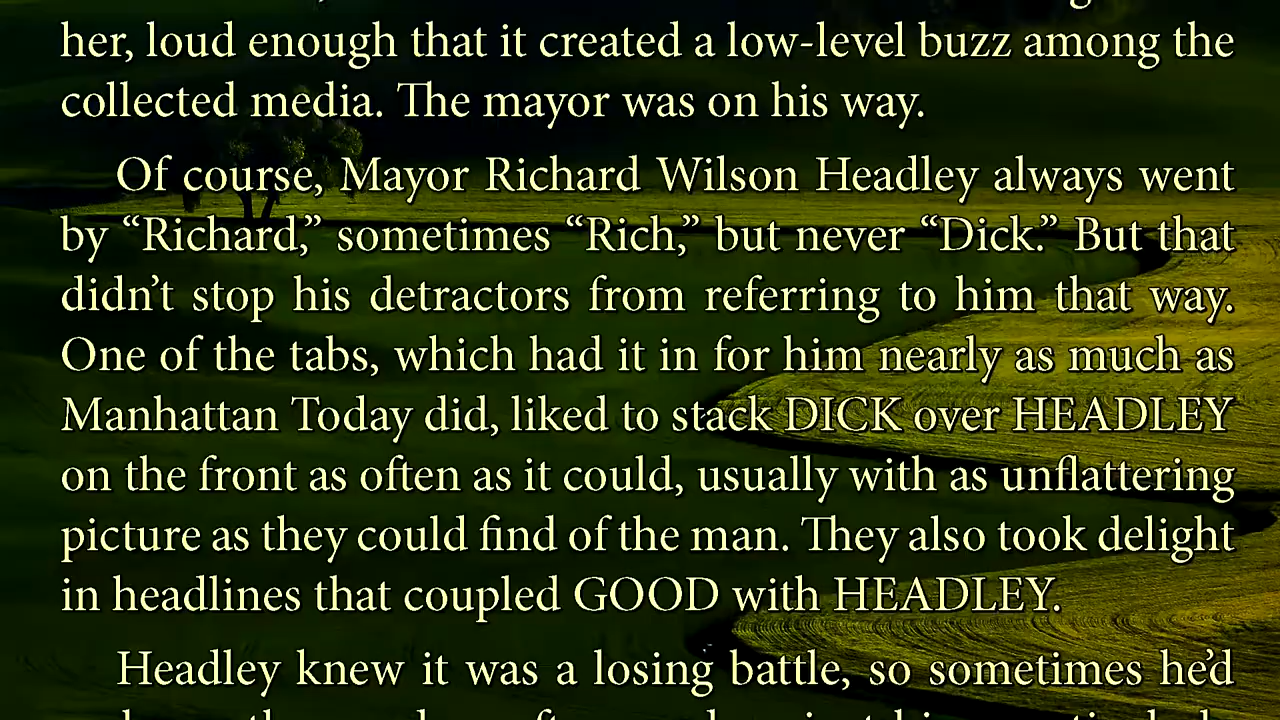 her, loud enough that it created a low-level buzz among the
collected media. The mayor was on his way.
Of course, Mayor Richard Wilson Headley always went
by “Richard,” sometimes “Rich,” but never “Dick.” But that
didn’t stop his detractors from referring to him that way.
One of the tabs, which had it in for him nearly as much as
Manhattan Today did, liked to stack DICK over HEADLEY
on the front as often as it could, usually with as unflattering
picture as they could find of the man. They also took delight
in headlines that coupled GOOD with HEADLEY.
Headley knew it was a losing battle, so sometimes he’d